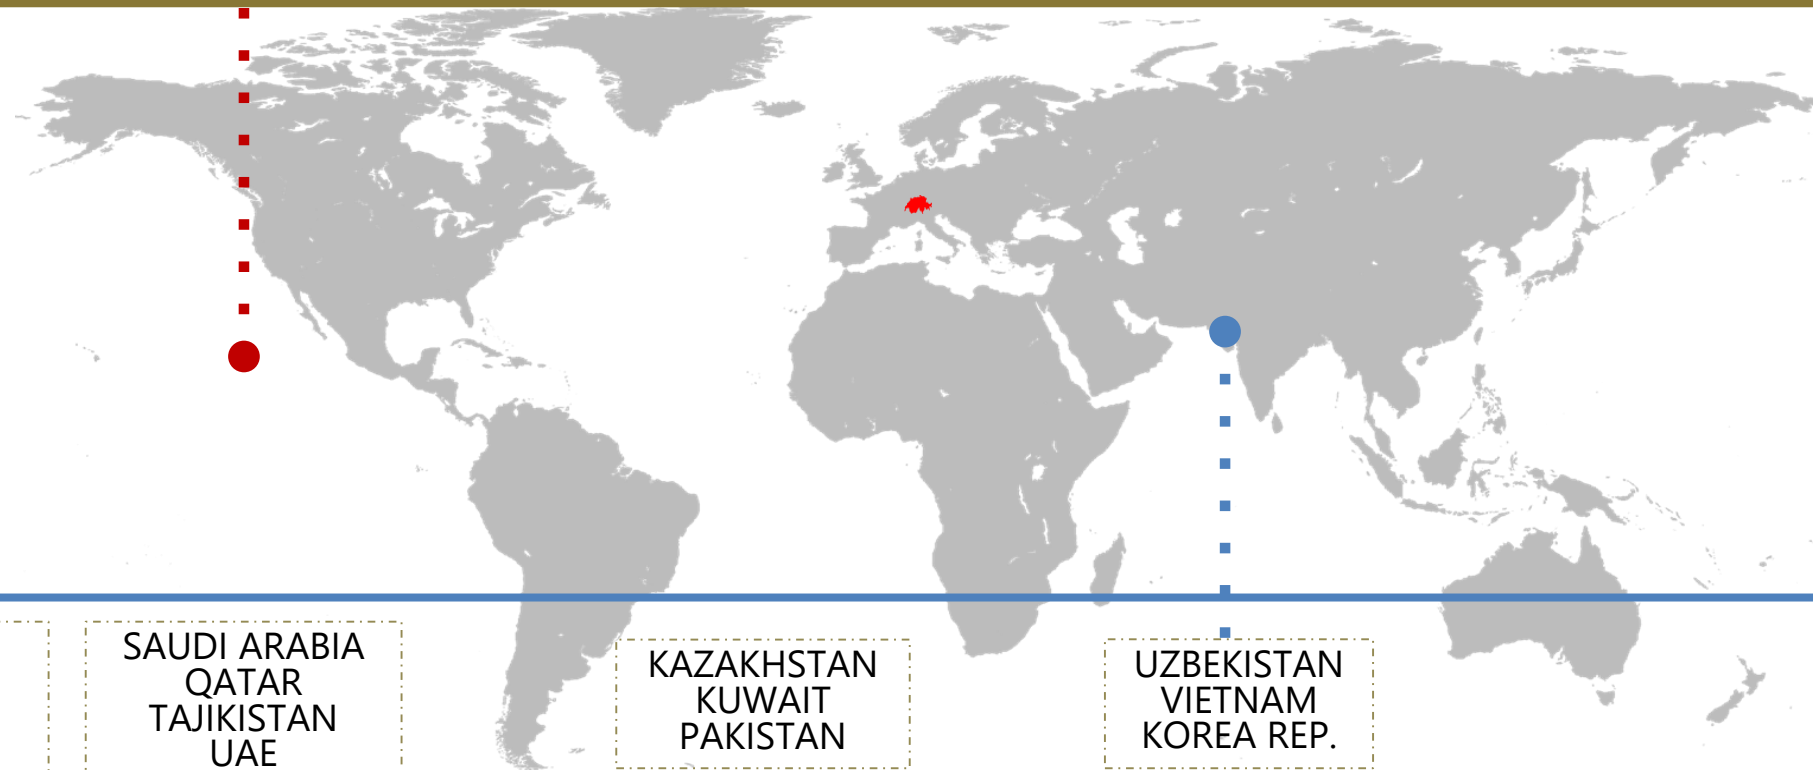 SAUDI ARABIA
QATAR
TAJIKISTAN
UAE
KAZAKHSTAN
KUWAIT
PAKISTAN
UZBEKISTAN
VIETNAM
KOREA REP.